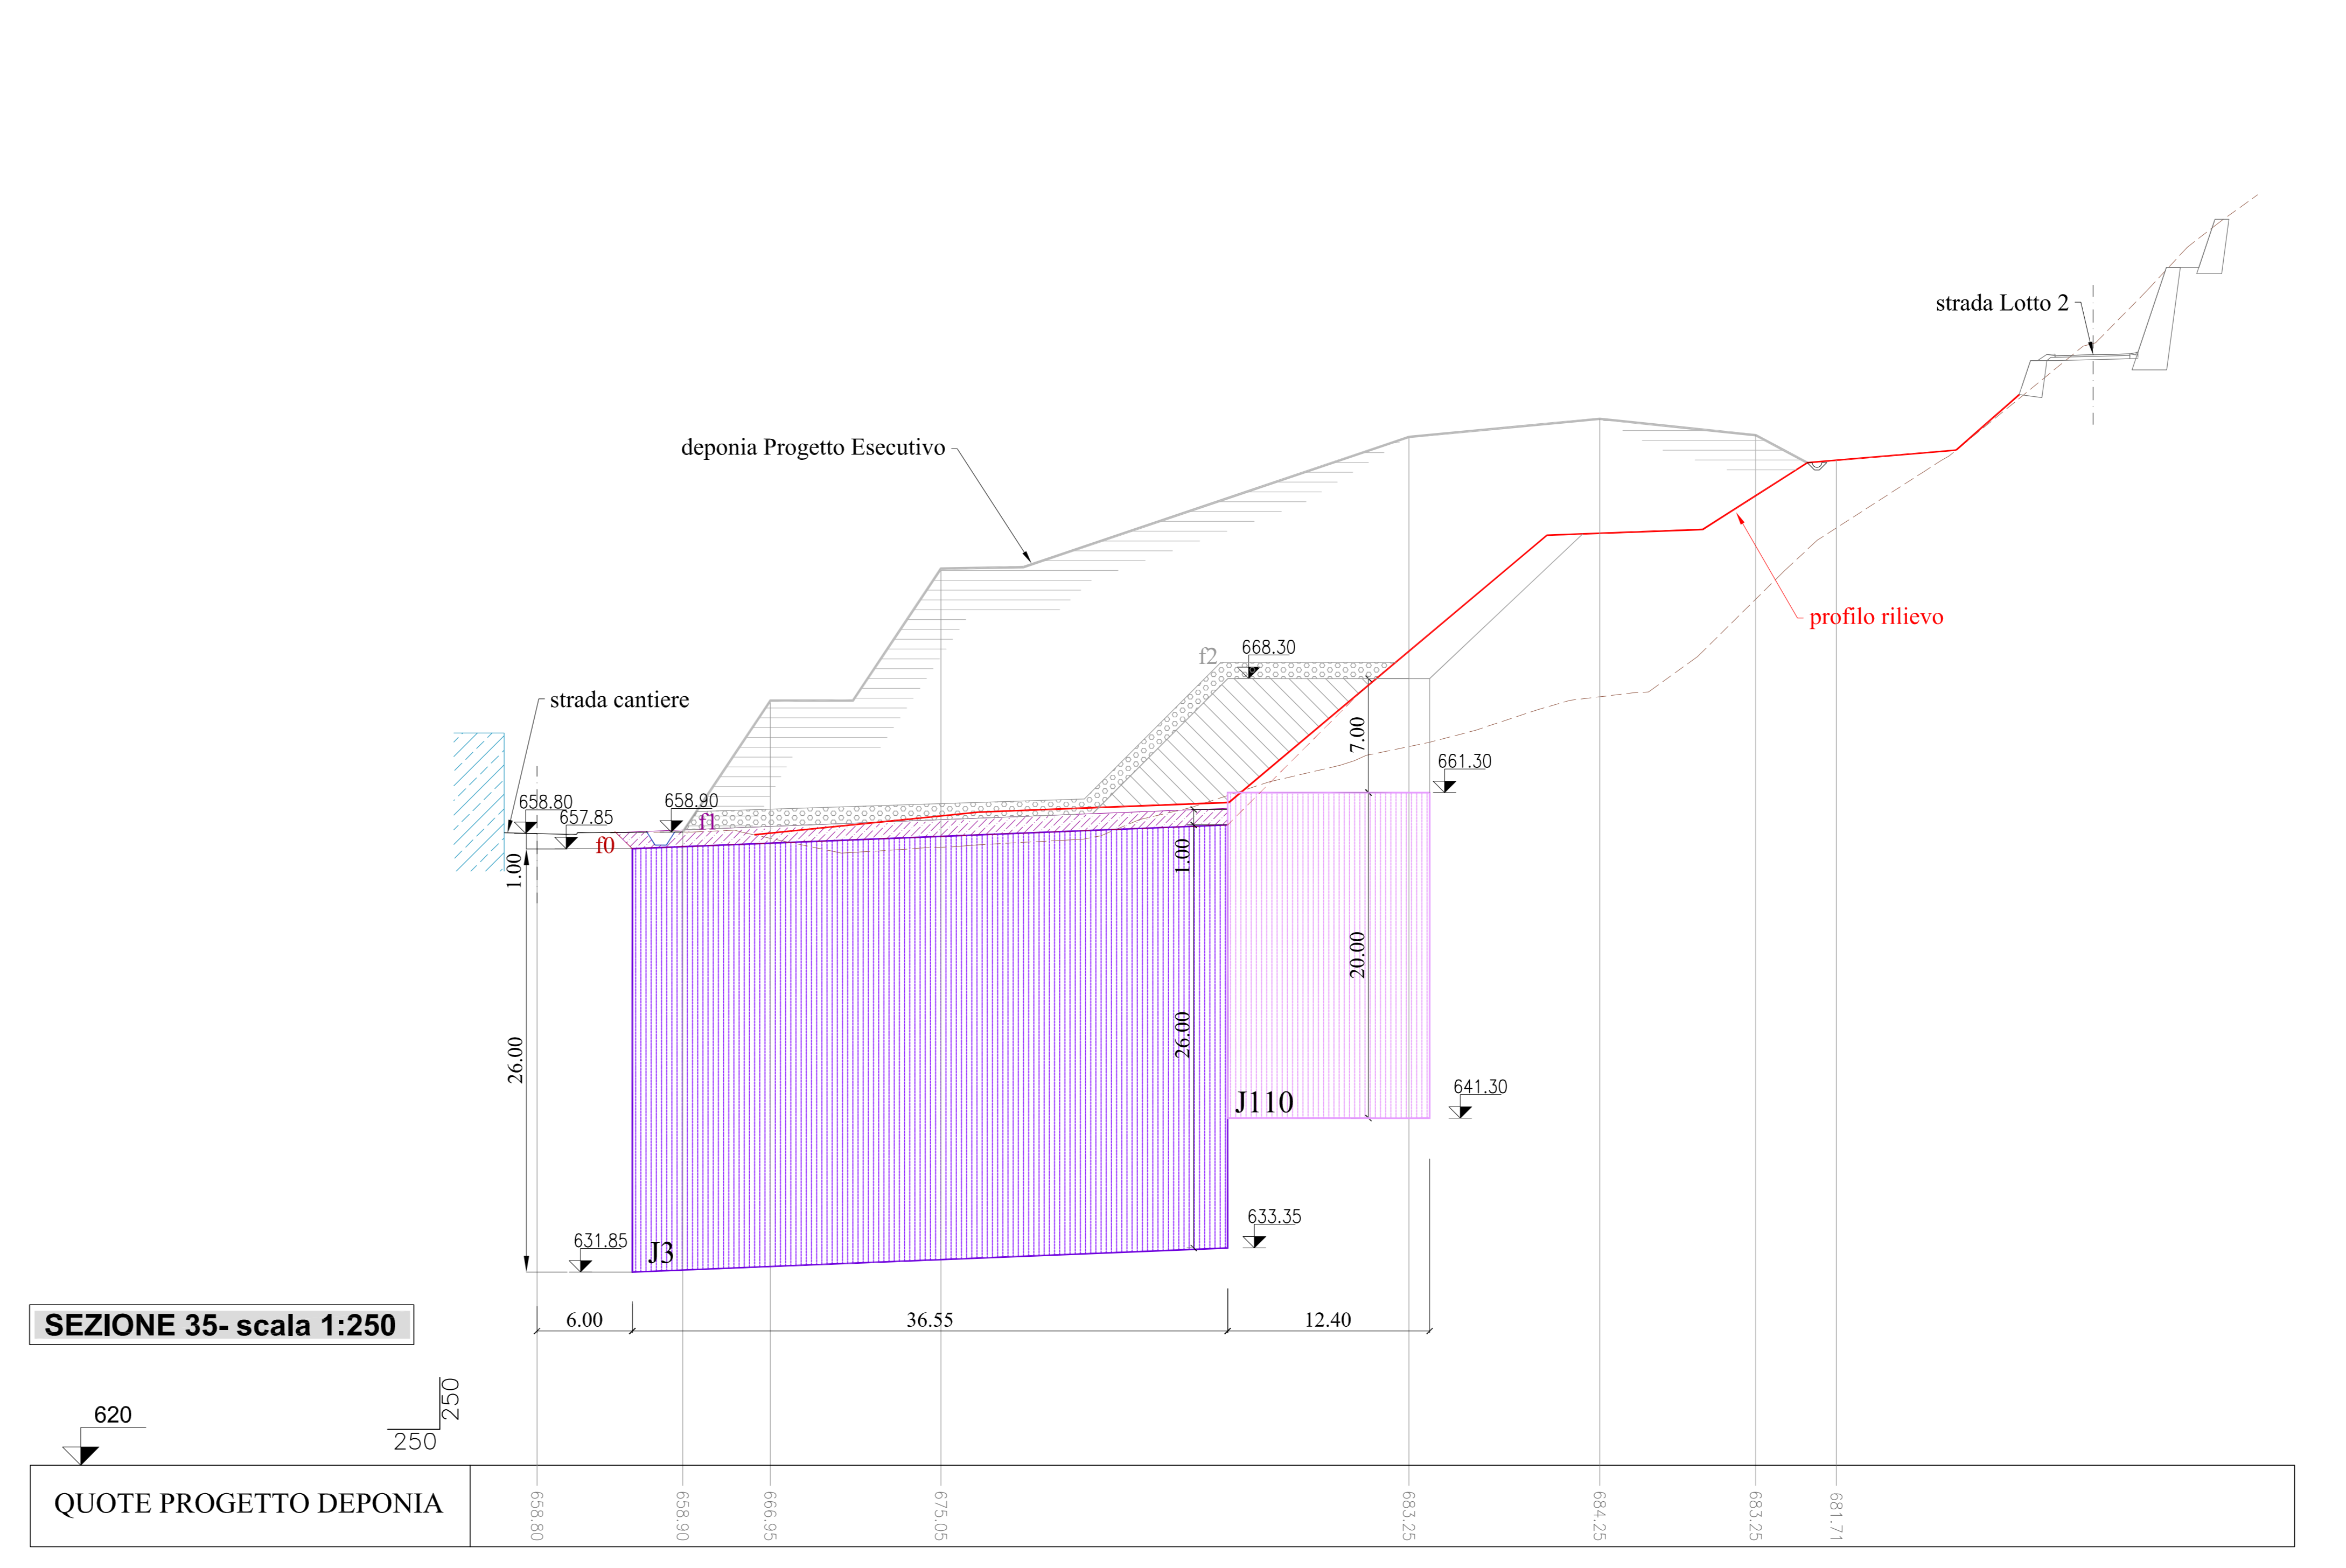 strada Lotto 2
deponia Progetto Esecutivo
profilo rilievo
f2
668.30
strada cantiere
7.00
661.30
658.80
657.85
658.90
f1
f0
1.00
1.00
20.00
26.00
26.00
J110
641.30
633.35
631.85
J3
6.00
36.55
12.40
SEZIONE 35- scala 1:250
250
250
620
QUOTE PROGETTO DEPONIA
658.80
658.90
666.95
675.05
683.25
684.25
683.25
681.71